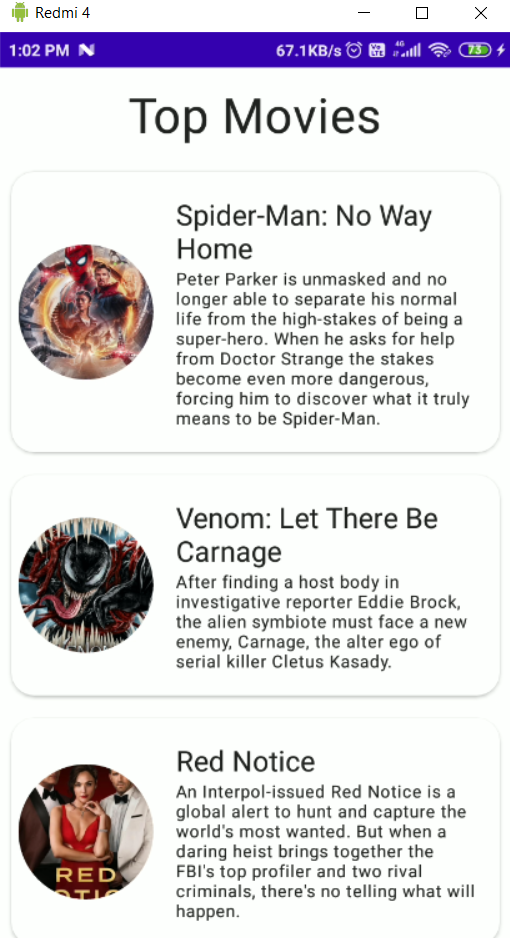 Redmi 4
1:02 PM
67.1KB/s
4G
73
Top Movies
Spider-Man: No Way
Home
Peter Parker is unmasked and no
longer able to separate his normal
life from the high-stakes of being a
super-hero. When he asks for help
from Doctor Strange the stakes
become even more dangerous,
forcing him to discover what it truly
means to be Spider-Man.
Venom: Let There Be
Carnage
After finding a host body in
investigative reporter Eddie Brock,
the alien symbiote must face a new
enemy, Carnage, the alter ego of
serial killer Cletus Kasady.
Red Notice
An Interpol-issued Red Notice is a
global alert to hunt and capture the
world's most wanted. But when a
daring heist brings together the
FBI's top profiler and two rival
criminals, there's no telling what will
happen.
RED